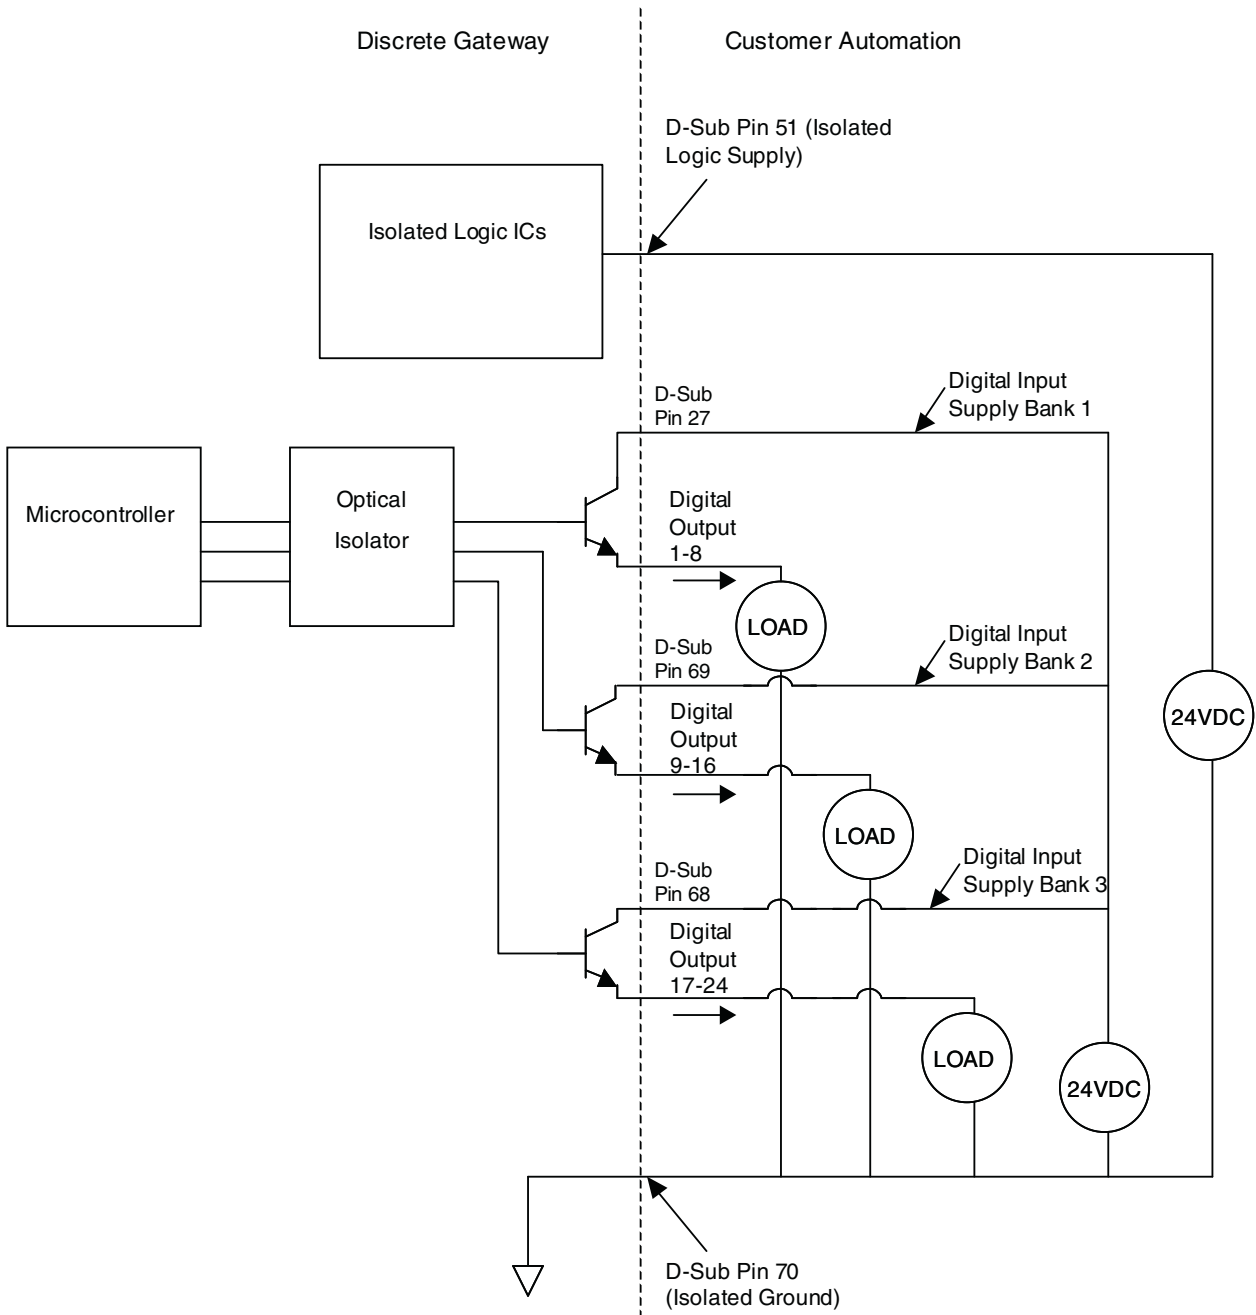 Discrete Gateway
Customer Automation
D-Sub Pin 51 (Isolated
Logic Supply)
Isolated Logic ICs
D-Sub
Pin 27
Digital Input
Supply Bank 1
Microcontroller
Optical
Isolator
Digital
Output
1-8
LOAD
D-Sub
Pin 69
Digital Input
Supply Bank 2
Digital
Output
9-16
24VDC
LOAD
D-Sub
Pin 68
Digital Input
Supply Bank 3
Digital
Output
17-24
LOAD
24VDC
D-Sub Pin 70
(Isolated Ground)